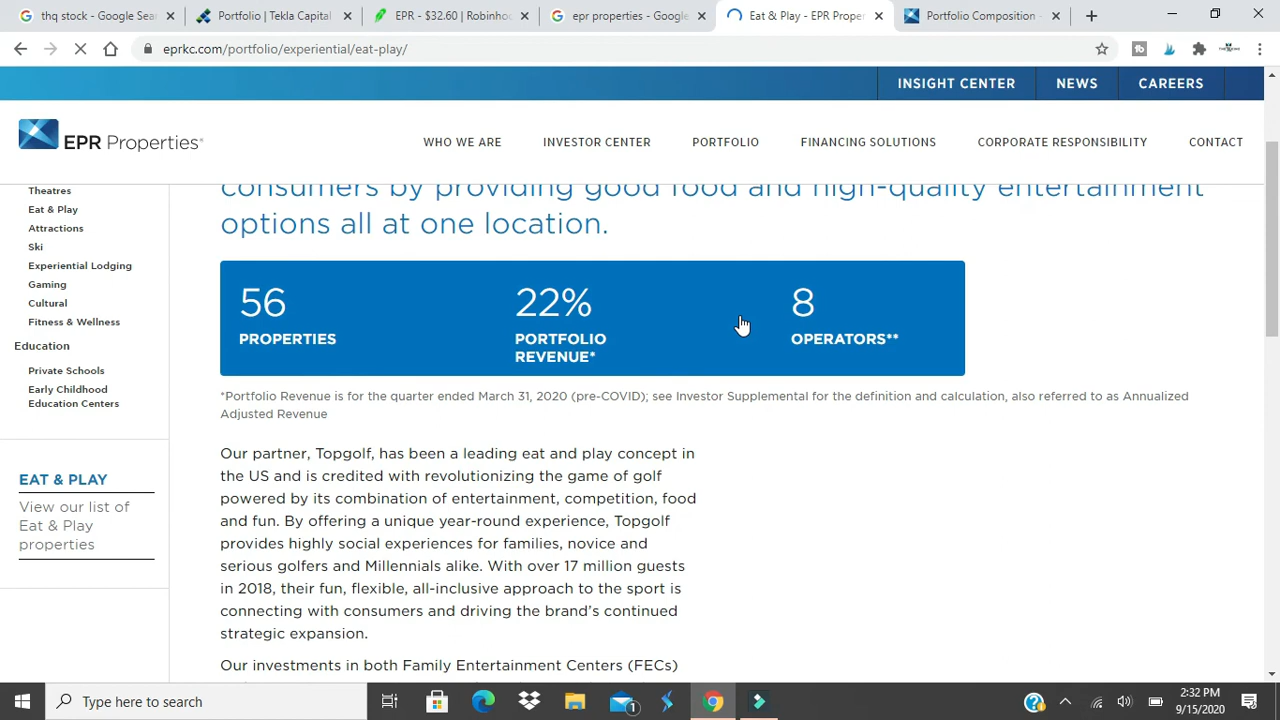 thq stock - Google Sear
Portfolio | Tekla Capital
EPR - $32.60 | Robinhoo
epr properties - Google
Eat & Play - EPR Proper
Portfolio Composition -
eprkc.com/portfolio/experiential/eat-play/
INSIGHT CENTER
NEWS
CAREERS
EPR Properties
WHO WE ARE
INVESTOR CENTER
PORTFOLIO
FINANCING SOLUTIONS
CORPORATE RESPONSIBILITY
CONTACT
Theatres
Eat & Play
Attractions
Ski
Experiential Lodging
Gaming
Cultural
Fitness & Wellness
Education
Private Schools
Early Childhood
Education Centers
EAT & PLAY
View our list of
Eat & Play
properties
consumers by providing good food and high-quality entertainment
options all at one location.
56
PROPERTIES
22%
PORTFOLIO
REVENUE*
8
OPERATORS**
*Portfolio Revenue is for the quarter ended March 31, 2020 (pre-COVID); see Investor Supplemental for the definition and calculation, also referred to as Annualized
Adjusted Revenue
Our partner, Topgolf, has been a leading eat and play concept in
the US and is credited with revolutionizing the game of golf
powered by its combination of entertainment, competition, food
and fun. By offering a unique year-round experience, Topgolf
provides highly social experiences for families, novice and
serious golfers and Millennials alike. With over 17 million guests
in 2018, their fun, flexible, all-inclusive approach to the sport is
connecting with consumers and driving the brand's continued
strategic expansion.
Our investments in both Family Entertainment Centers (FECs)
Type here to search
1
2:32 PM
9/15/2020